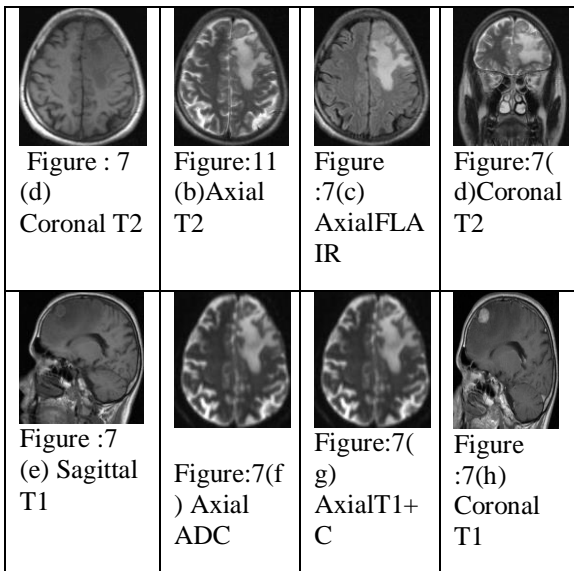 Figure : 7
(d)
Coronal T2
Figure:11
(b)Axial
T2
Figure
:7(c)
AxialFLA
IR
Figure:7(
d)Coronal
T2
Figure :7
(e) Sagittal
T1
Figure:7(f
) Axial
ADC
Figure:7(
g)
AxialT1+
C
Figure
:7(h)
Coronal
T1